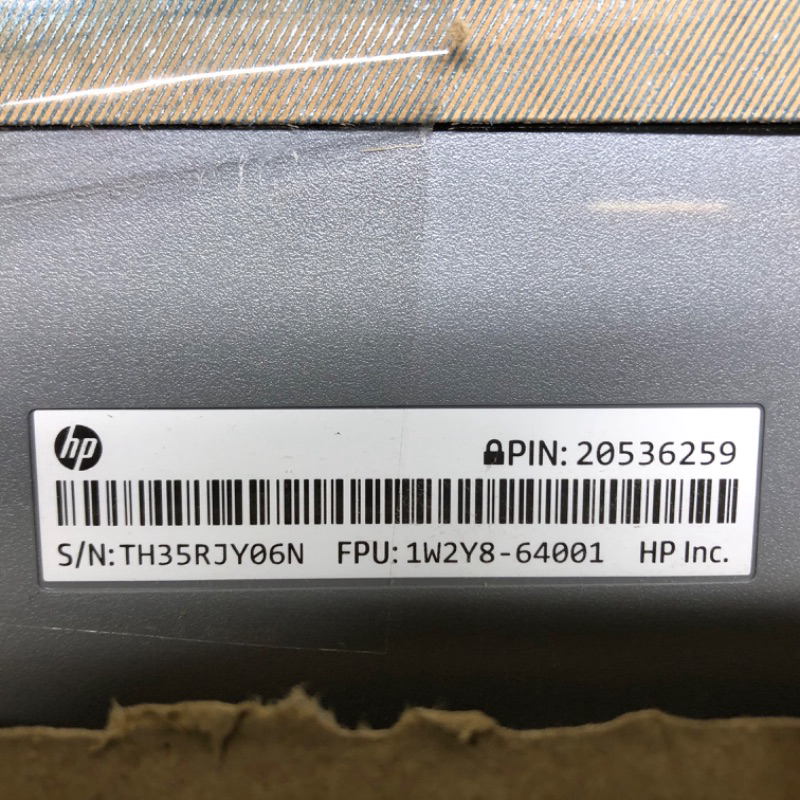 hp
PIN: 20536259
S/N: TH35RJY06N FPU: 1W2Y8-64001 HP Inc.